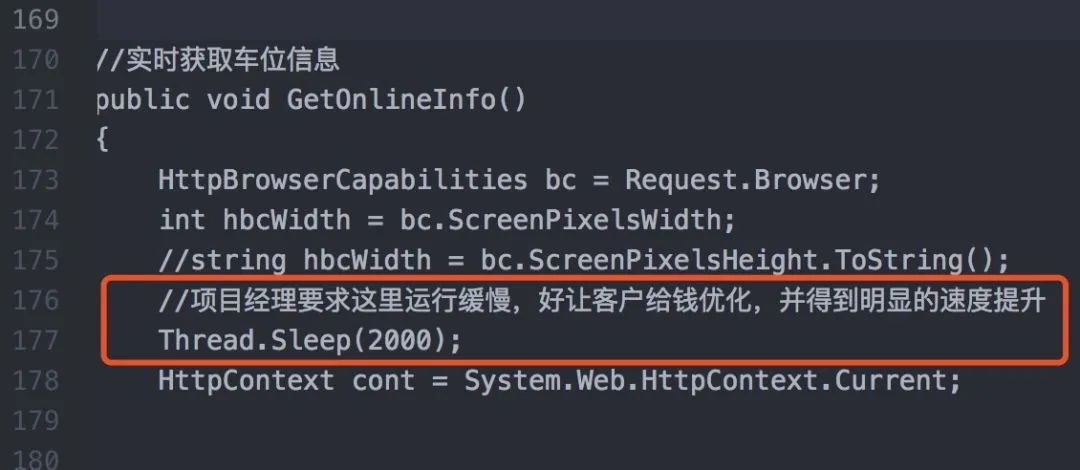 169
170 //实时获取车位信息
171 public void GetOnlineInfo()
172 {
173 HttpBrowserCapabilities bc = Request.Browser;
174 int hbcWidth = bc.ScreenPixelsWidth;
175 //string hbcWidth = bc.ScreenPixelsHeight.ToString();
176 //项目经理要求这里运行缓慢，好让客户给钱优化，并得到明显的速度提升
177 Thread.Sleep(2000);
178 HttpContext cont = System.Web.HttpContext.Current;
179
180